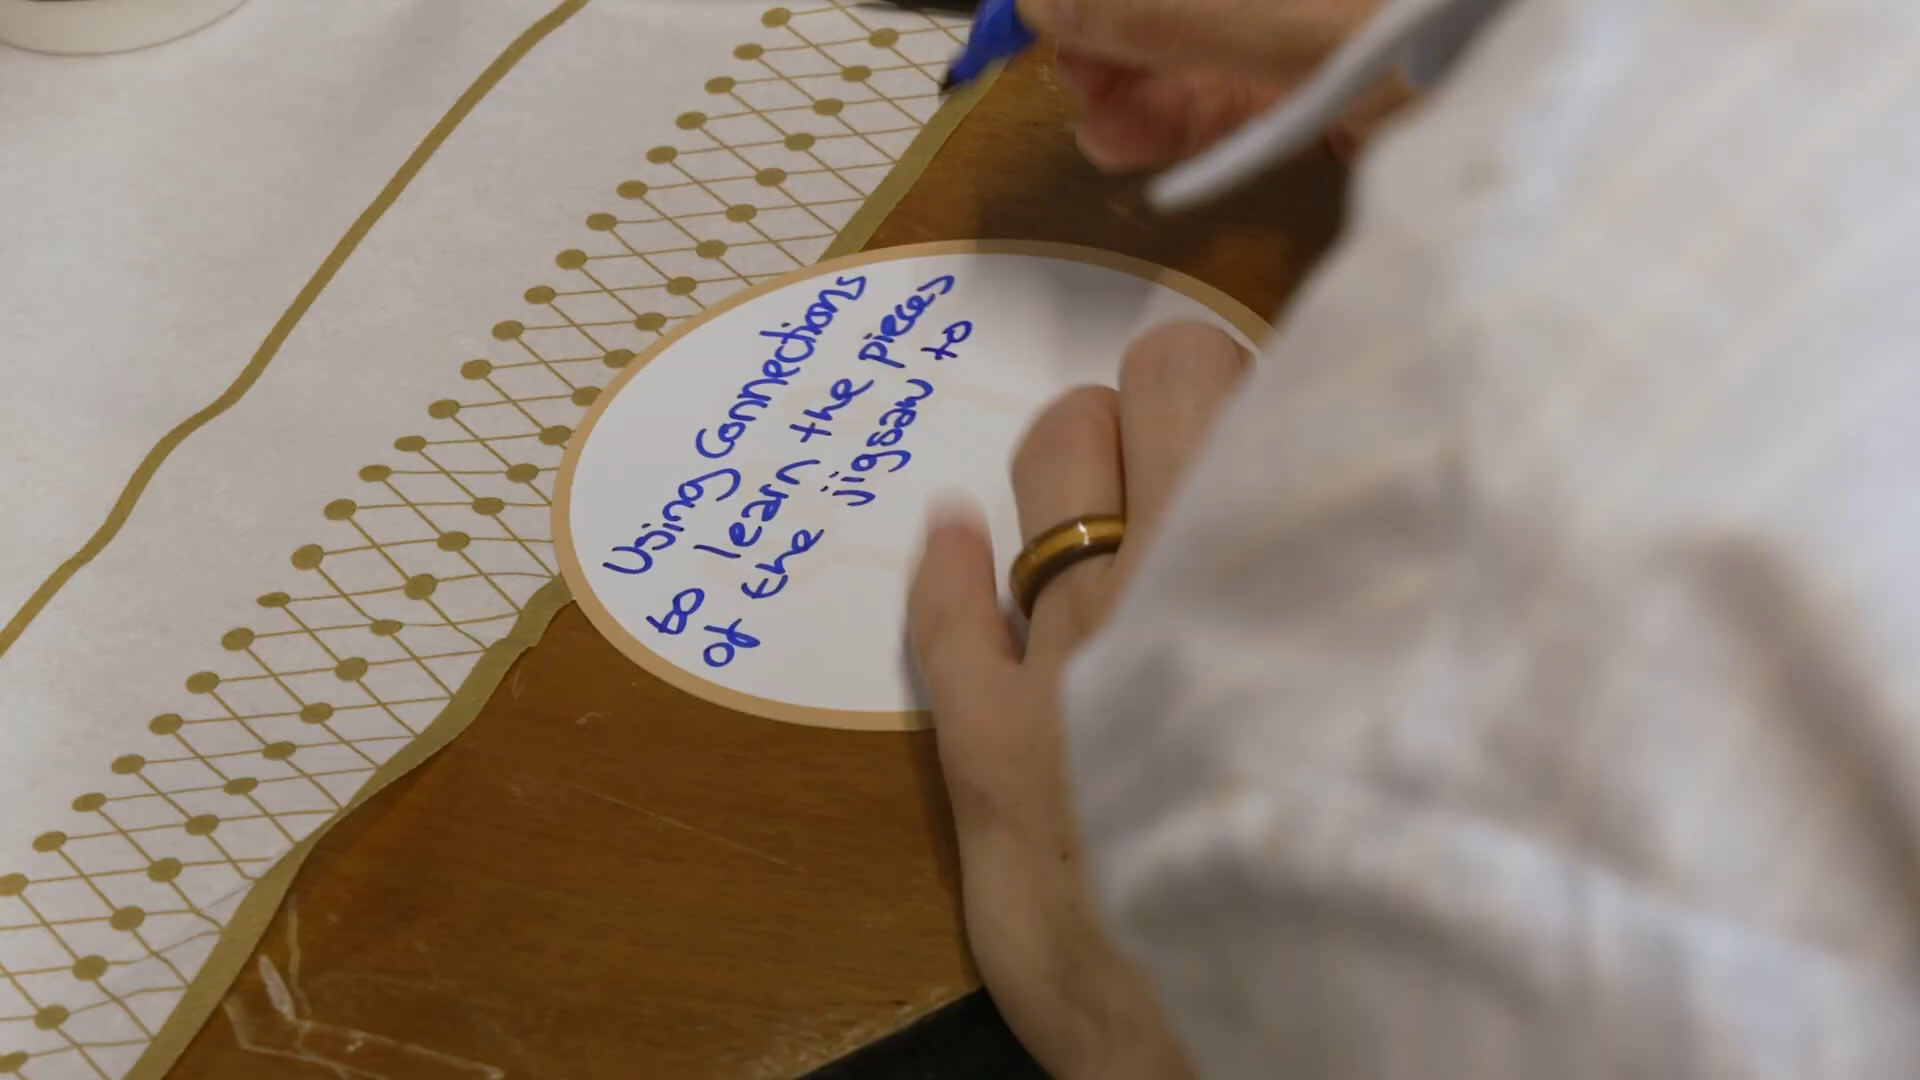 Using Connections
to learn the pieces
of the jigsaw to